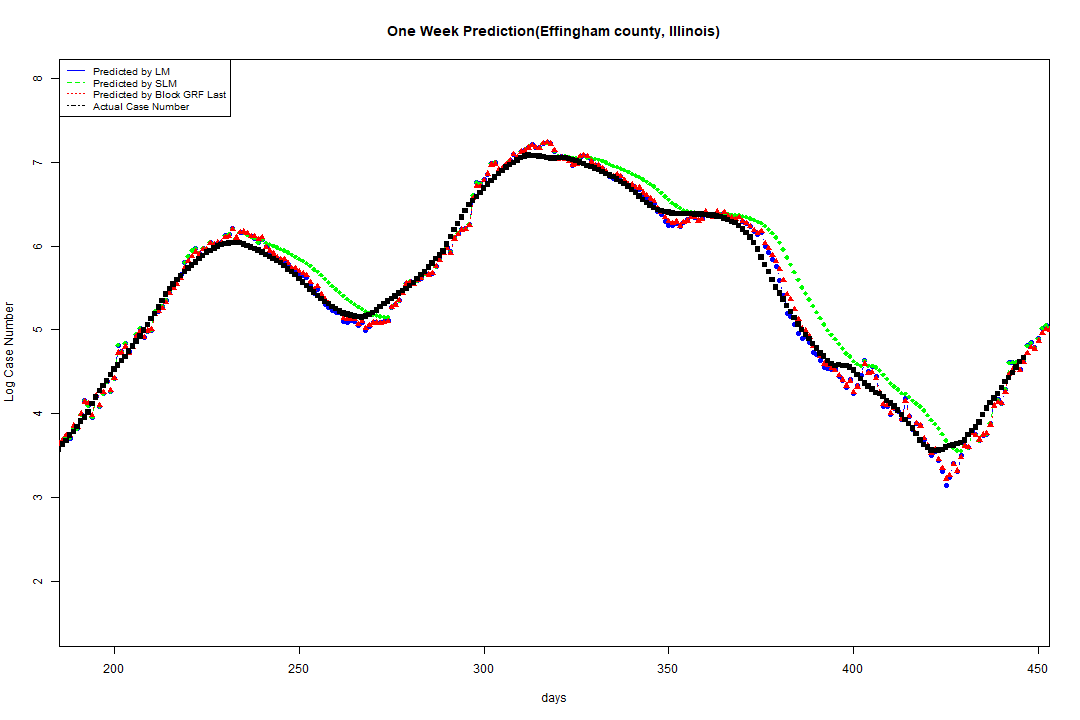 One Week Prediction(Effingham county, Illinois)
Predicted by LM
Predicted by SLM
Predicted by Block GRF Last
Actual Case Number
8
7
6
5
4
3
2
Log Case Number
200 250 300 350 400 450
days